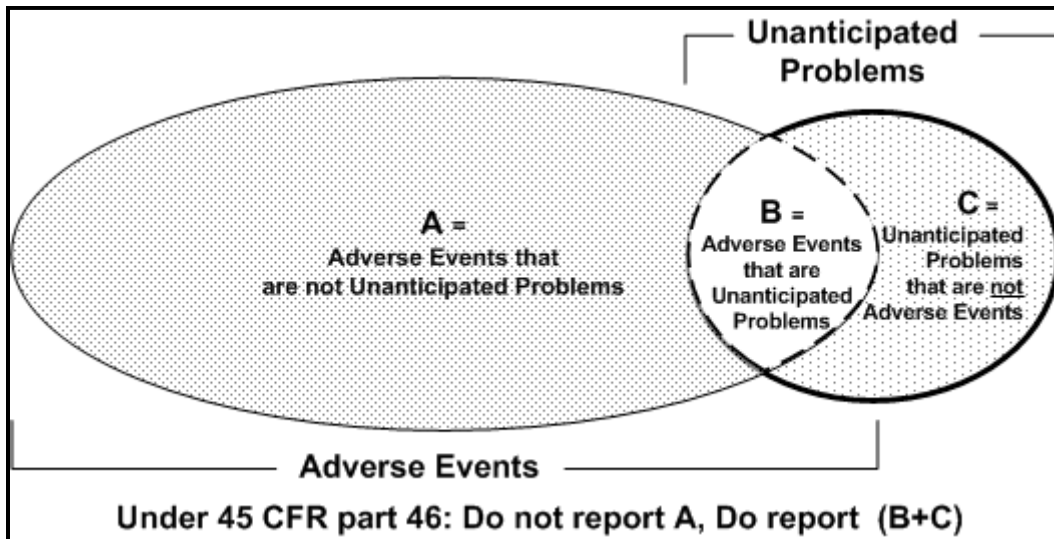 Unanticipated
Problems
A =
Adverse Events that
are not Unanticipated Problems
B =
Adverse Events
that are
Unanticipated
Problems
C =
Unanticipated
Problems
that are not
Adverse Events
Adverse Events
Under 45 CFR part 46: Do not report A, Do report (B+C)